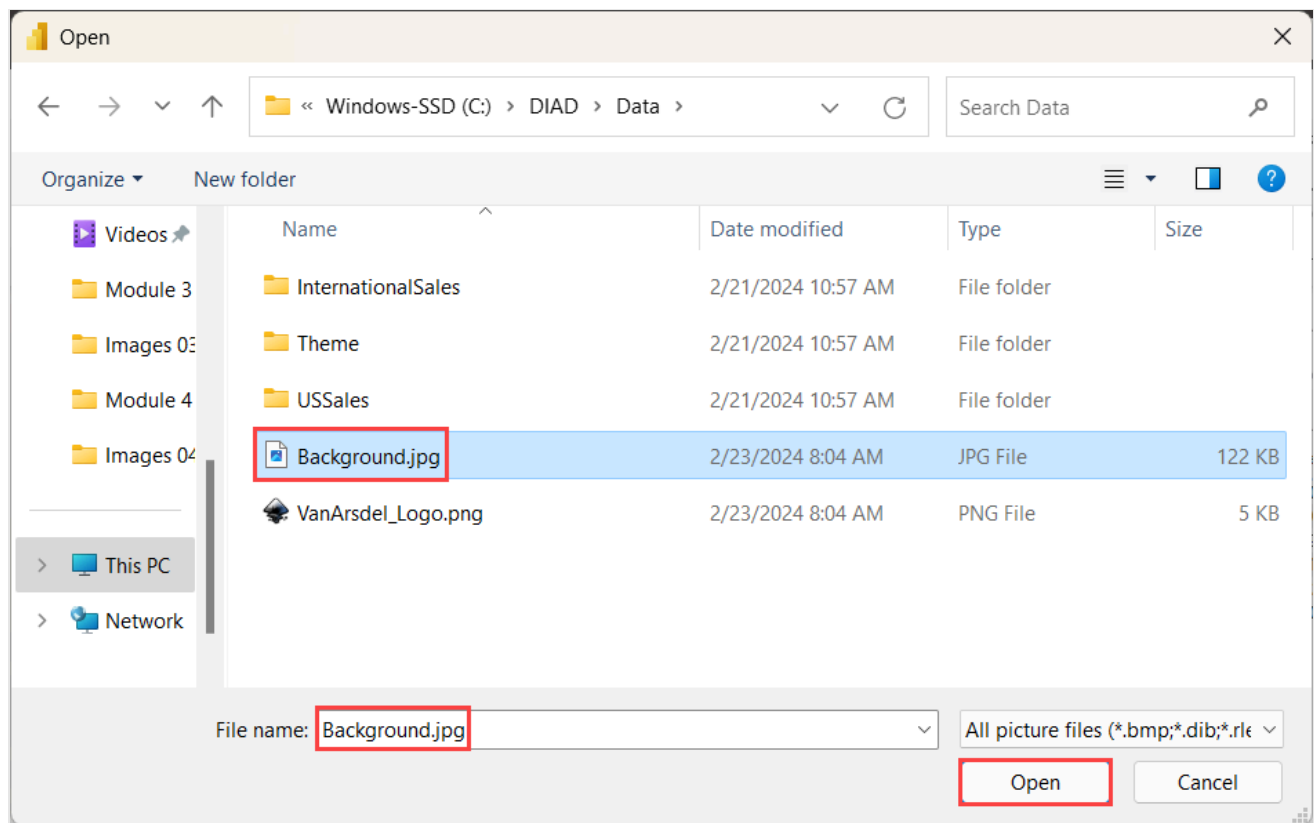 Open
« Windows-SSD (C:) > DIAD > Data >
Search Data
Organize
New folder
?
Name
Date modified
Type
Size
Videos
Module 3
Images 03
Module 4
Images 04
This PC
Network
InternationalSales 2/21/2024 10:57 AM File folder
Theme 2/21/2024 10:57 AM File folder
USSales 2/21/2024 10:57 AM File folder
Background.jpg 2/23/2024 8:04 AM JPG File 122 KB
VanArsdel_Logo.png 2/23/2024 8:04 AM PNG File 5 KB
File name: Background.jpg
All picture files (*.bmp;*.dib;*.rle
Open
Cancel